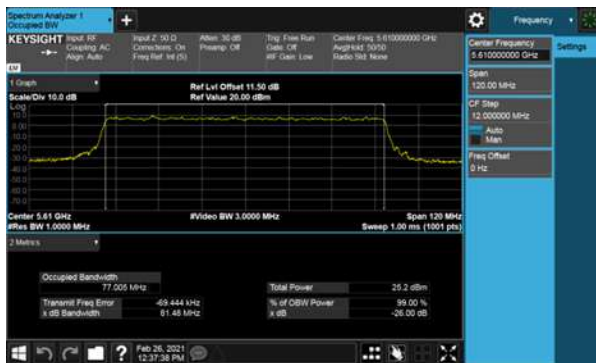 Spectrum Analyzer 1
Occupied BW
Frequency
KEYSIGHT
Input: RF
Coupling: AC
Align: Auto
Input Z: 50 Ω
Corrections: On
Freq Ref: Int (S)
Atten: 30 dB
Preamp: Off
Trig: Free Run
Gate: Off
#IF Gain: Low
Center Freq: 5.610000000 GHz
Avg|Hold: 50/50
Radio Std: None
Center Frequency
5.610000000 GHz
Settings
Span
120.00 MHz
CF Step
12.000000 MHz
Auto
Man
Freq Offset
0 Hz
1 Graph
Scale/Div 10.0 dB
Ref Lvl Offset 11.50 dB
Ref Value 20.00 dBm
Log
10.0
0.00
-10.0
-20.0
-30.0
-40.0
-50.0
-60.0
-70.0
Center 5.61 GHz
#Res BW 1.0000 MHz
#Video BW 3.0000 MHz
Span 120 MHz
Sweep 1.00 ms (1001 pts)
2 Metrics
Occupied Bandwidth
77.005 MHz
Total Power
25.2 dBm
Transmit Freq Error
-69.444 kHz
% of OBW Power
99.00 %
x dB Bandwidth
81.48 MHz
x dB
-26.00 dB
?
Feb 26, 2021
12:37:38 PM